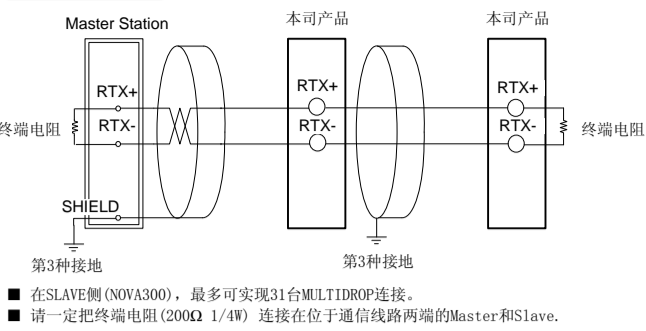 Master Station
本司产品
本司产品
RTX+
RTX+
RTX+
终端电阻
RTX-
RTX-
RTX-
终端电阻
SHIELD
第3种接地
第3种接地
■ 在SLAVE侧(NOVA300), 最多可实现31台MULTIDROP连接。
■ 请一定把终端电阻(200Ω 1/4W) 连接在位于通信线路两端的Master和Slave.